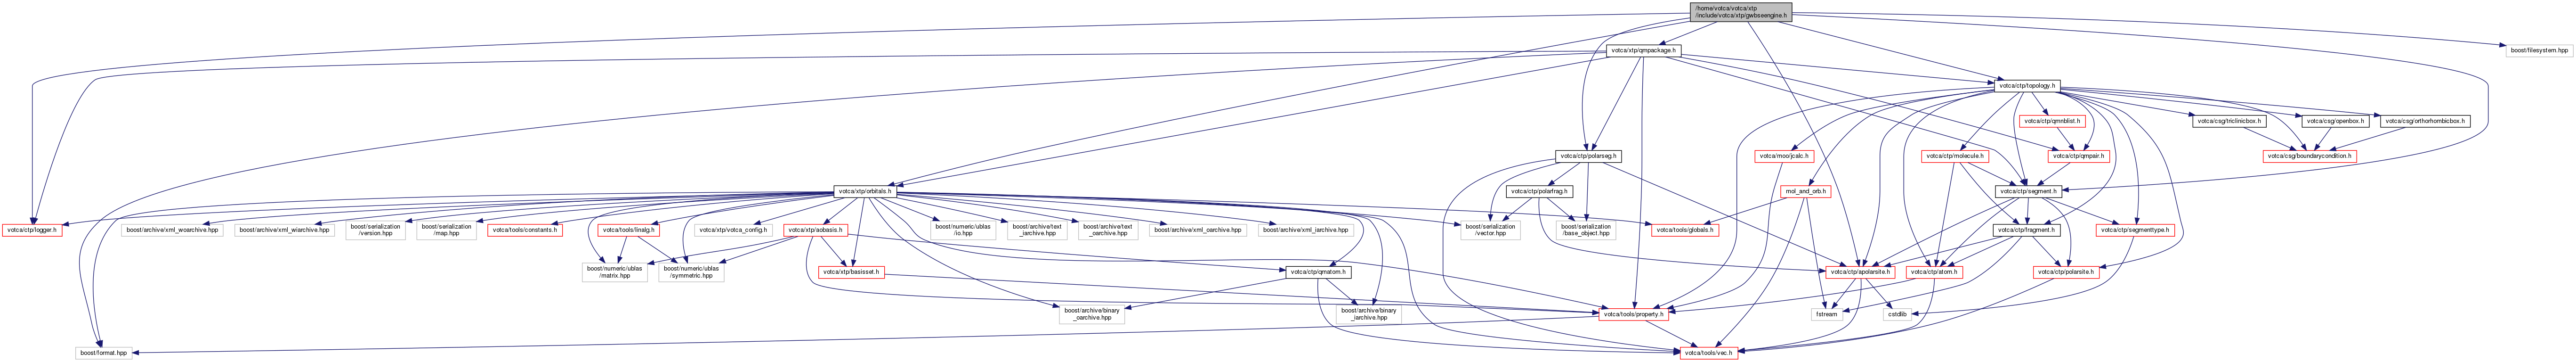 /home/votca/votca/xtp
/include/votca/xtp/gwbseengine.h
votca/xtp/qmpackage.h
boost/filesystem.hpp
votca/ctp/topology.h
votca/ctp/qmnblist.h
votca/csg/triclinicbox.h
votca/csg/openbox.h
votca/csg/orthorhombicbox.h
votca/ctp/polarseg.h
votca/moo/jcalc.h
votca/ctp/molecule.h
votca/ctp/qmpair.h
votca/csg/boundarycondition.h
votca/xtp/orbitals.h
votca/ctp/polarfrag.h
mol_and_orb.h
votca/ctp/segment.h
votca/ctp/logger.h
boost/archive/xml_woarchive.hpp
boost/archive/xml_wiarchive.hpp
boost/serialization
/version.hpp
boost/serialization
/map.hpp
votca/tools/constants.h
votca/tools/linalg.h
votca/xtp/votca_config.h
votca/xtp/aobasis.h
boost/numeric/ublas
/io.hpp
boost/archive/text
_iarchive.hpp
boost/archive/text
_oarchive.hpp
boost/archive/xml_oarchive.hpp
boost/archive/xml_iarchive.hpp
boost/serialization
/vector.hpp
boost/serialization
/base_object.hpp
votca/tools/globals.h
votca/ctp/fragment.h
votca/ctp/segmenttype.h
boost/numeric/ublas
/matrix.hpp
boost/numeric/ublas
/symmetric.hpp
votca/xtp/basisset.h
votca/ctp/qmatom.h
votca/ctp/apolarsite.h
votca/ctp/atom.h
votca/ctp/polarsite.h
boost/archive/binary
_oarchive.hpp
boost/archive/binary
_iarchive.hpp
votca/tools/property.h
fstream
cstdlib
boost/format.hpp
votca/tools/vec.h